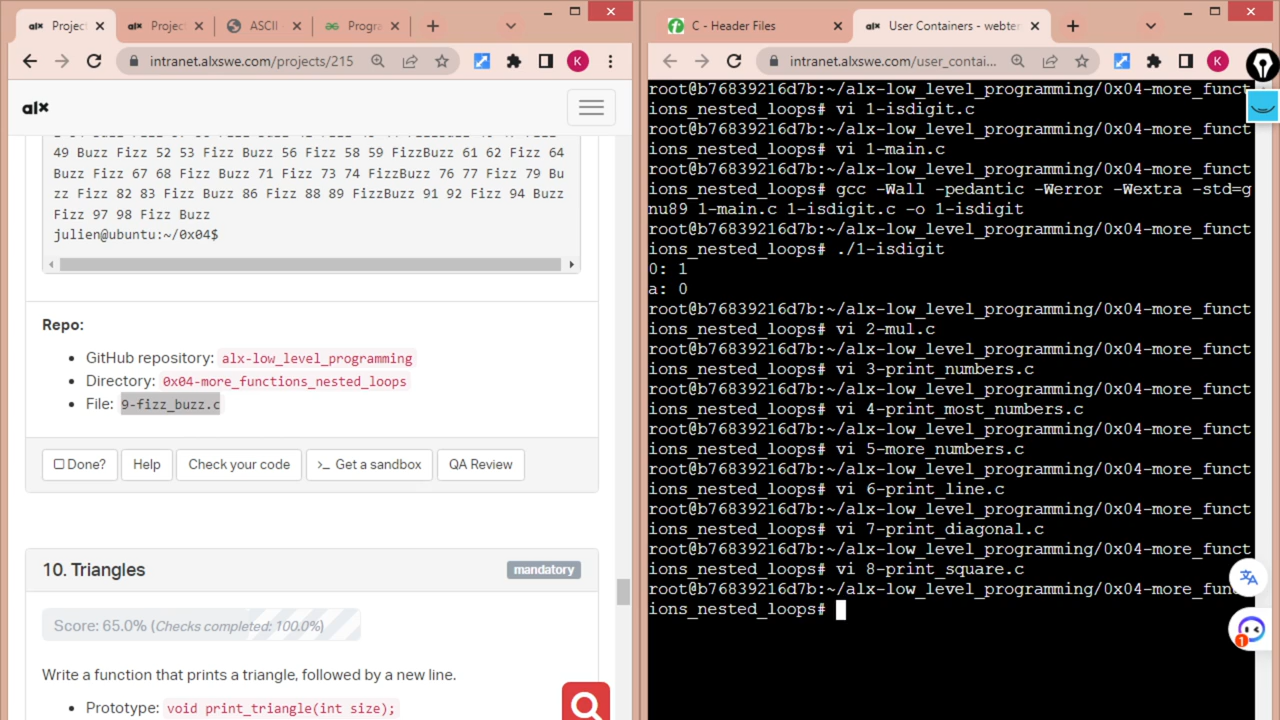 Projec
Projec
ASCII
Progra
intranet.alxswe.com/projects/215
alx
49 Buzz Fizz 52 53 Fizz Buzz 56 Fizz 58 59 FizzBuzz 61 62 Fizz 64
Buzz Fizz 67 68 Fizz Buzz 71 Fizz 73 74 FizzBuzz 76 77 Fizz 79 Bu
zz Fizz 82 83 Fizz Buzz 86 Fizz 88 89 FizzBuzz 91 92 Fizz 94 Buzz
Fizz 97 98 Fizz Buzz
julien@ubuntu:~/0x04$
Repo:
GitHub repository: alx-low_level_programming
Directory: 0x04-more_functions_nested_loops
File: 9-fizz_buzz.c
Done? Help Check your code >_ Get a sandbox QA Review
10. Triangles mandatory
Score: 65.0% (Checks completed: 100.0%)
Write a function that prints a triangle, followed by a new line.
Prototype: void print_triangle(int size);
C - Header Files
User Containers - webter
intranet.alxswe.com/user_contai...
K
root@b76839216d7b:~/alx-low_level_programming/0x04-more_funct
ions_nested_loops# vi 1-isdigit.c
root@b76839216d7b:~/alx-low_level_programming/0x04-more_funct
ions_nested_loops# vi 1-main.c
root@b76839216d7b:~/alx-low_level_programming/0x04-more_funct
ions_nested_loops# gcc -Wall -pedantic -Werror -Wextra -std=g
nu89 1-main.c 1-isdigit.c -o 1-isdigit
root@b76839216d7b:~/alx-low_level_programming/0x04-more_funct
ions_nested_loops# ./1-isdigit
0: 1
a: 0
root@b76839216d7b:~/alx-low_level_programming/0x04-more_funct
ions_nested_loops# vi 2-mul.c
root@b76839216d7b:~/alx-low_level_programming/0x04-more_funct
ions_nested_loops# vi 3-print_numbers.c
root@b76839216d7b:~/alx-low_level_programming/0x04-more_funct
ions_nested_loops# vi 4-print_most_numbers.c
root@b76839216d7b:~/alx-low_level_programming/0x04-more_funct
ions_nested_loops# vi 5-more_numbers.c
root@b76839216d7b:~/alx-low_level_programming/0x04-more_funct
ions_nested_loops# vi 6-print_line.c
root@b76839216d7b:~/alx-low_level_programming/0x04-more_funct
ions_nested_loops# vi 7-print_diagonal.c
root@b76839216d7b:~/alx-low_level_programming/0x04-more_funct
ions_nested_loops# vi 8-print_square.c
root@b76839216d7b:~/alx-low_level_programming/0x04-more_func
ions_nested_loops#